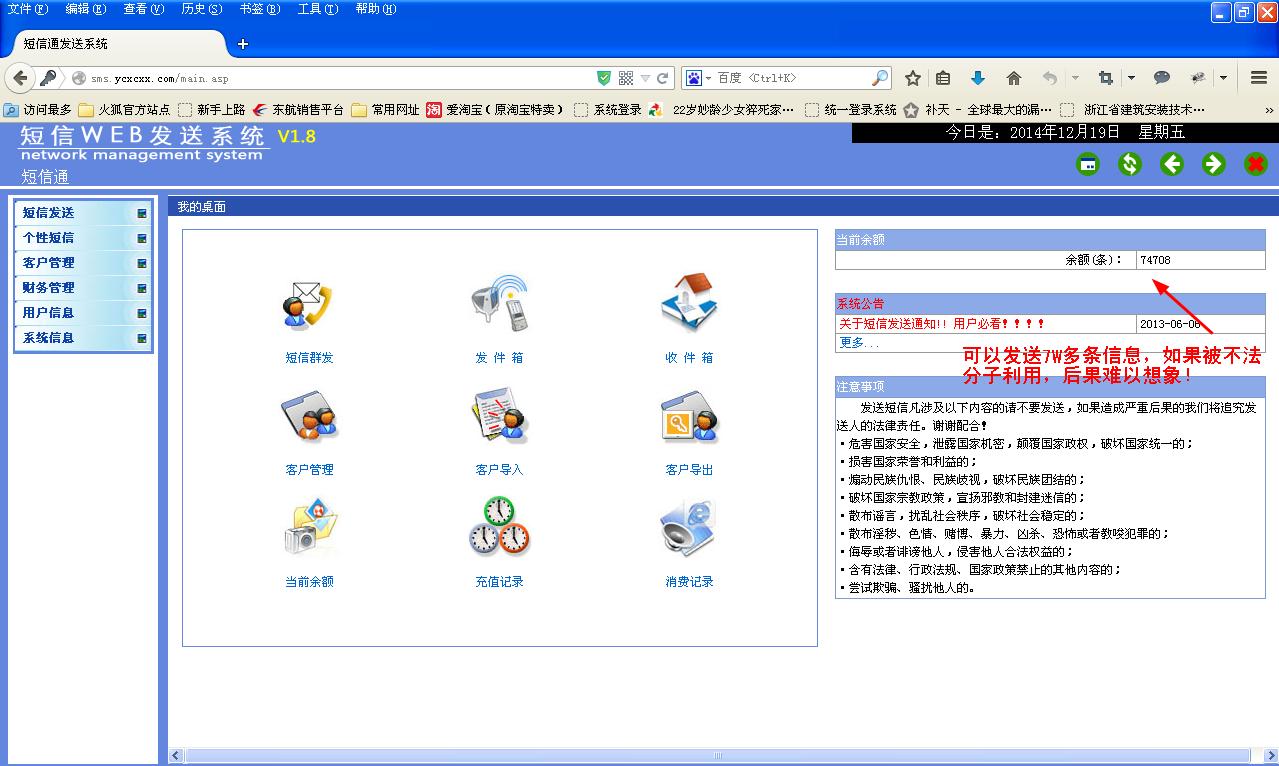 文件(F) 编辑(E) 查看(V) 历史(S) 书签(B) 工具(T) 帮助(H)
短信通发送系统
sms.ycxcxx.com/main.asp
百度 <Ctrl+K>
访问最多 火狐官方站点 新手上路 东航销售平台 常用网址 淘 爱淘宝(原淘宝特卖) 系统登录 22岁妙龄少女猝死家… 统一登录系统 补天 - 全球最大的漏… 浙江省建筑安装技术… »
短信WEB发送系统 V1.8
network management system
短信通
今日是：2014年12月19日 星期五
短信发送
个性短信
客户管理
财务管理
用户信息
系统信息
我的桌面
短信群发 发 件 箱 收 件 箱
客户管理 客户导入 客户导出
当前余额 充值记录 消费记录
当前余额
余额(条)： 74708
系统公告
关于短信发送通知!! 用户必看！！！！ 2013-06-06
更多...
可以发送7W多条信息，如果被不法
分子利用，后果难以想象！
注意事项
发送短信凡涉及以下内容的请不要发送，如果造成严重后果的我们将追究发
送人的法律责任。谢谢配合！
·危害国家安全，泄露国家机密，颠覆国家政权，破坏国家统一的；
·损害国家荣誉和利益的；
·煽动民族仇恨、民族歧视，破坏民族团结的；
·破坏国家宗教政策，宣扬邪教和封建迷信的；
·散布谣言，扰乱社会秩序，破坏社会稳定的；
·散布淫秽、色情、赌博、暴力、凶杀、恐怖或者教唆犯罪的；
·侮辱或者诽谤他人，侵害他人合法权益的；
·含有法律、行政法规、国家政策禁止的其他内容的；
·尝试欺骗、骚扰他人的。